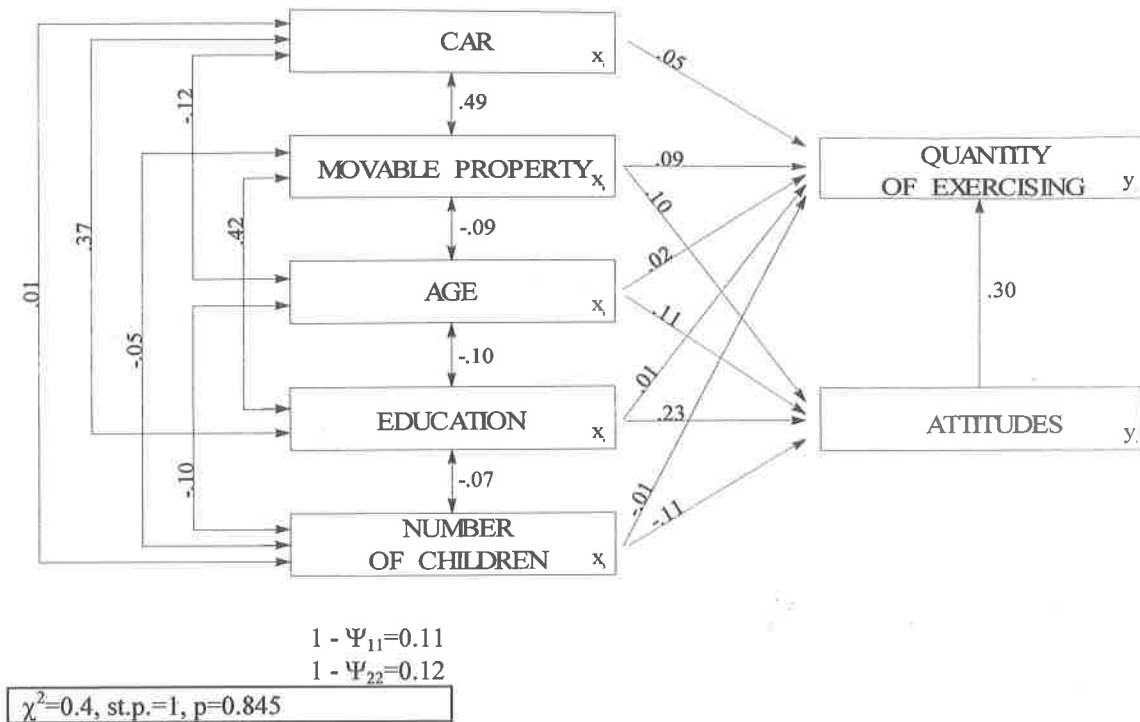 CAR
x
.05
.49
-.12
MOVABLE PROPERTY
x
.09
.10
QUANTITY
OF EXERCISING
y
.37
.42
-.09
.02
.01
AGE
x
.11
.30
-.05
-.10
.01
EDUCATION
x
.23
ATTITUDES
y
-.10
-.07
-.01
-.11
NUMBER
OF CHILDREN
x
1 - Ψ11=0.11
1 - Ψ22=0.12
χ2=0.4, st.p.=1, p=0.845